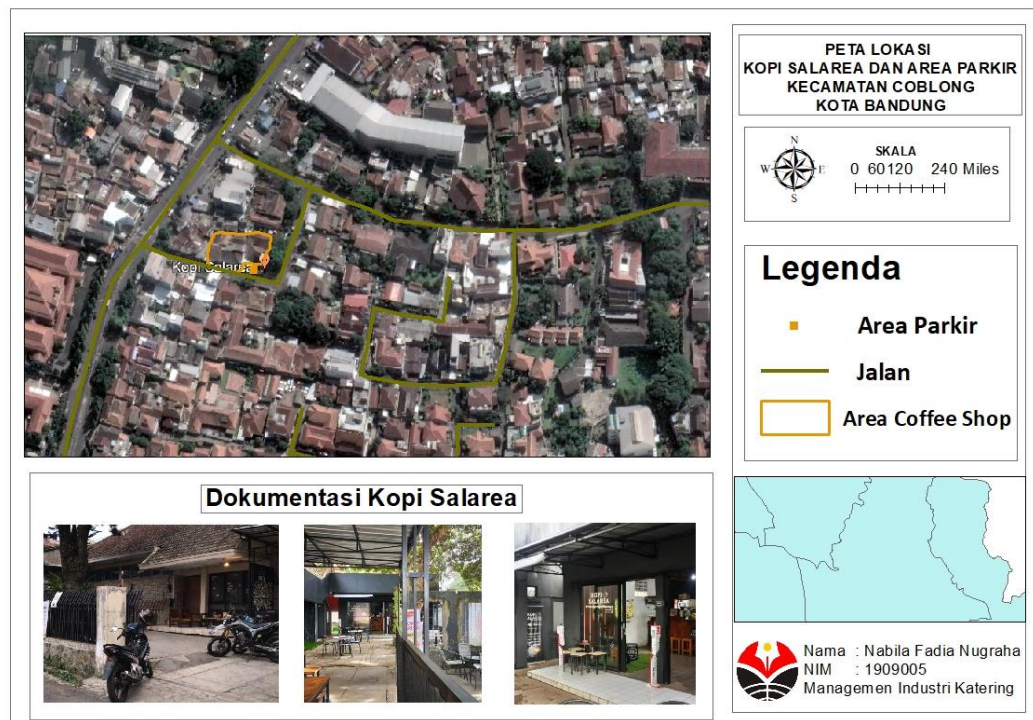 PETA LOKASI
KOPI SALAREA DAN AREA PARKIR
KECAMATAN COBLONG
KOTA BANDUNG
N
W E
S
SKALA
0 60120 240 Miles
Kopi Salarea
Legenda
Area Parkir
Jalan
Area Coffee Shop
Dokumentasi Kopi Salarea
KOPI
SALAREA
Nama : Nabila Fadia Nugraha
NIM : 1909005
Managemen Industri Katering